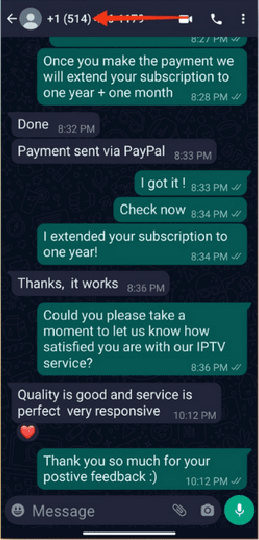 +1 (514)
8:27 PM
Once you make the payment we
will extend your subscription to
one year + one month
8:28 PM
Done 8:32 PM
Payment sent via PayPal 8:33 PM
I got it ! 8:33 PM
Check now 8:34 PM
I extended your subscription to
one year! 8:34 PM
Thanks, it works 8:36 PM
Could you please take a
moment to let us know how
satisfied you are with our IPTV
service? 8:36 PM
Quality is good and service is
perfect very responsive 10:12 PM
Thank you so much for your
postive feedback :) 10:12 PM
Message